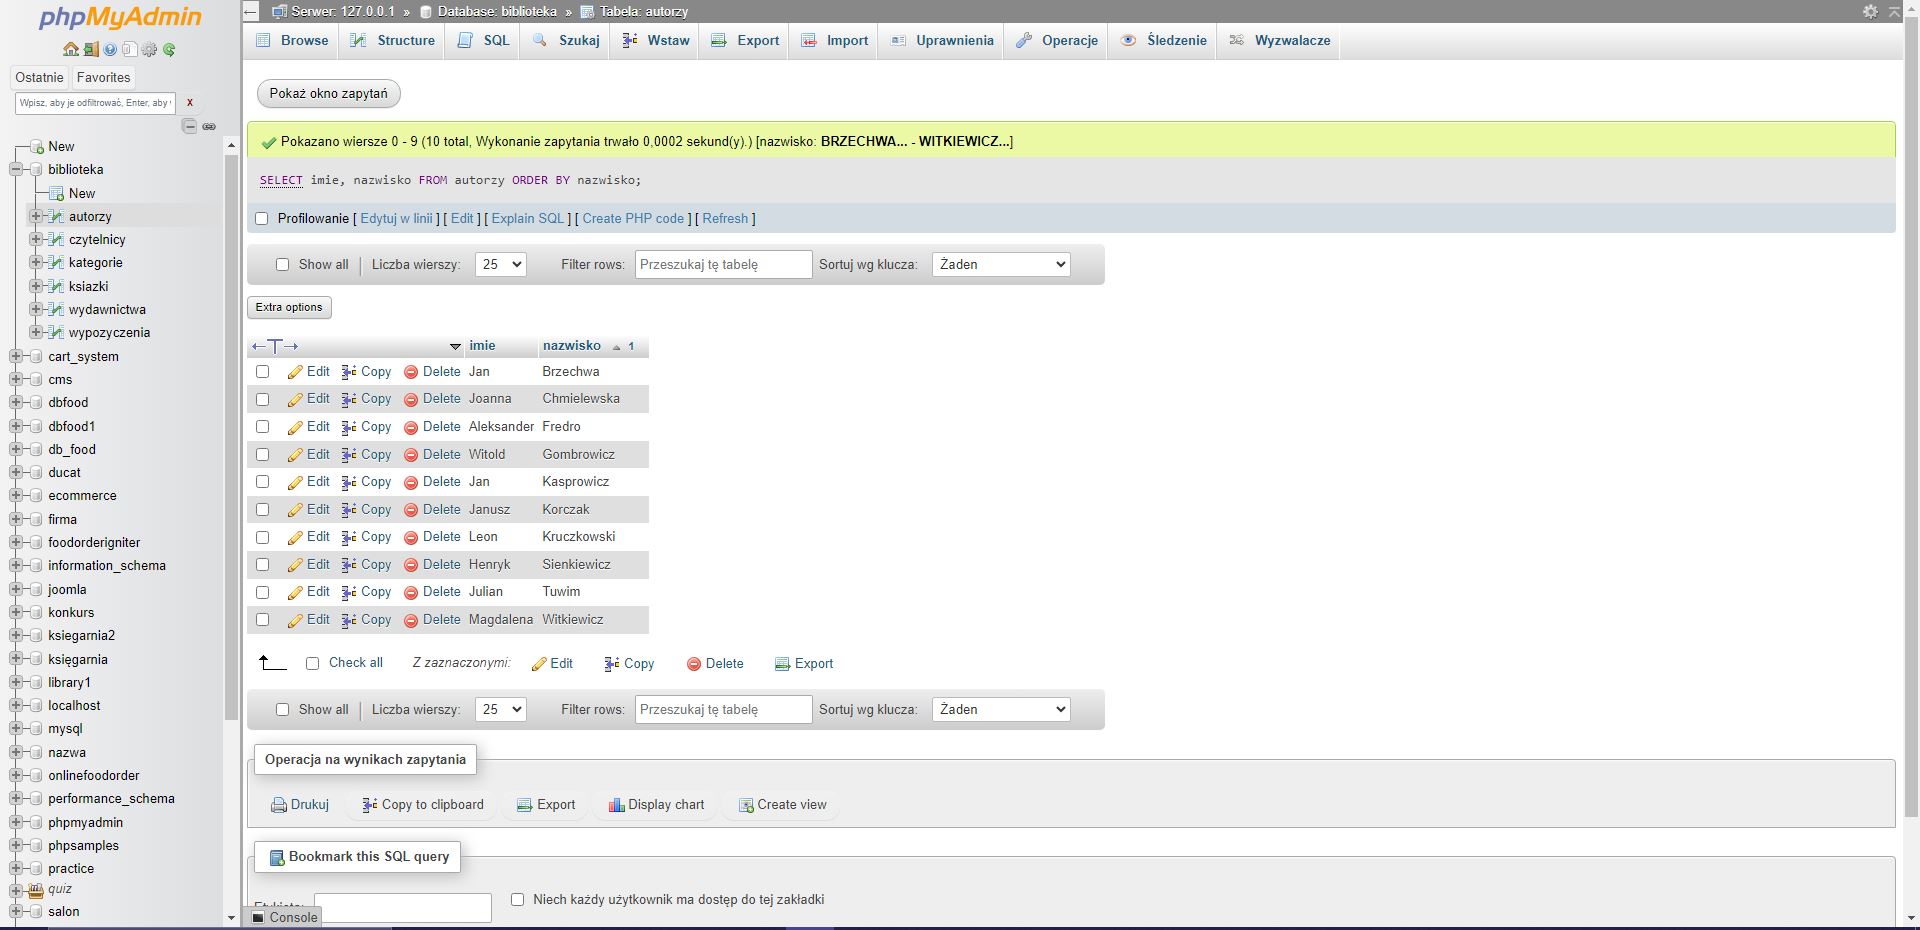 phpMyAdmin
Ostatnie Favorites
Wpisz, aby je odfiltrować, Enter, aby X
New
biblioteka
New
autorzy
czytelnicy
kategorie
ksiazki
wydawnictwa
wypozyczenia
cart_system
cms
dbfood
dbfood1
db_food
ducat
ecommerce
firma
foodorderigniter
information_schema
joomla
konkurs
ksiegarnia2
księgarnia
library1
localhost
mysql
nazwa
onlinefoodorder
performance_schema
phpmyadmin
phpsamples
practice
quiz
salon
Serwer: 127.0.0.1 » Database: biblioteka » Tabela: autorzy
Browse Structure SQL Szukaj Wstaw Export Import Uprawnienia Operacje Śledzenie Wyzwalacze
Pokaż okno zapytań
Pokazano wiersze 0 - 9 (10 total, Wykonanie zapytania trwało 0,0002 sekund(y).) [nazwisko: BRZECHWA... - WITKIEWICZ...]
SELECT imie, nazwisko FROM autorzy ORDER BY nazwisko;
Profilowanie [ Edytuj w linii ] [ Edit ] [ Explain SQL ] [ Create PHP code ] [ Refresh ]
Show all Liczba wierszy: 25 Filter rows: Przeszukaj tę tabelę Sortuj wg klucza: Żaden
Extra options
←T→ imie nazwisko 1
Edit Copy Delete Jan Brzechwa
Edit Copy Delete Joanna Chmielewska
Edit Copy Delete Aleksander Fredro
Edit Copy Delete Witold Gombrowicz
Edit Copy Delete Jan Kasprowicz
Edit Copy Delete Janusz Korczak
Edit Copy Delete Leon Kruczkowski
Edit Copy Delete Henryk Sienkiewicz
Edit Copy Delete Julian Tuwim
Edit Copy Delete Magdalena Witkiewicz
Check all Z zaznaczonymi: Edit Copy Delete Export
Show all Liczba wierszy: 25 Filter rows: Przeszukaj tę tabelę Sortuj wg klucza: Żaden
Operacja na wynikach zapytania
Drukuj Copy to clipboard Export Display chart Create view
Bookmark this SQL query
Niech każdy użytkownik ma dostęp do tej zakładki
Console